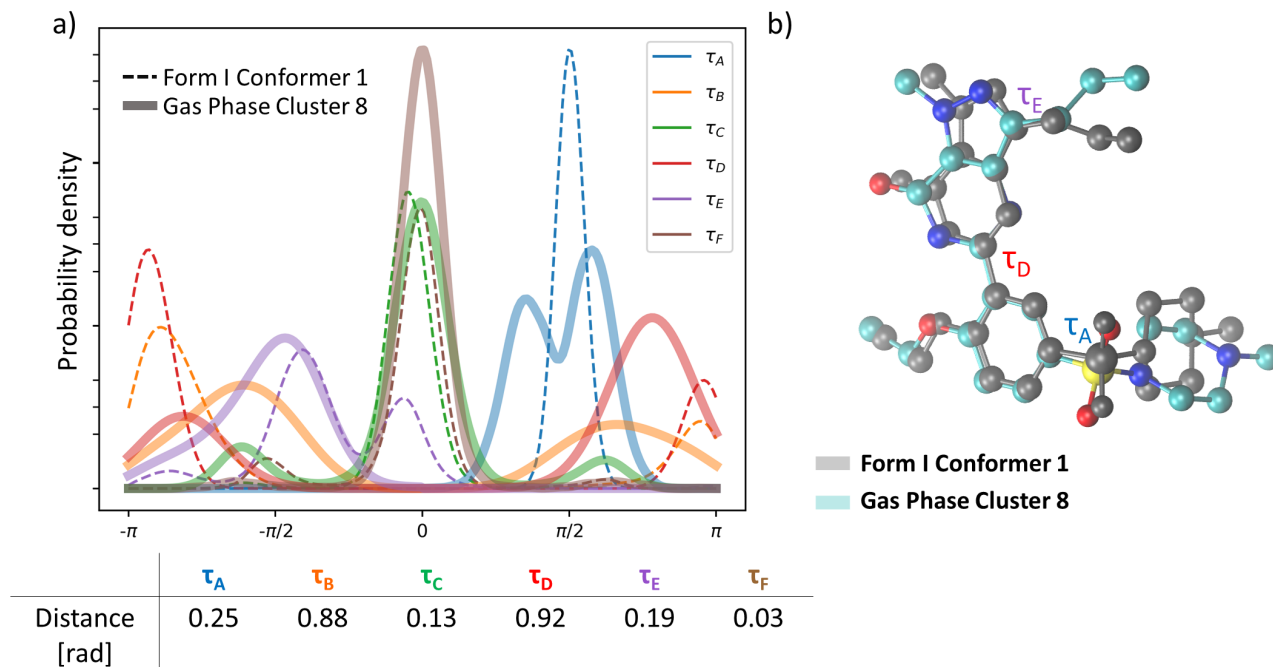 a)
Form I Conformer 1
Gas Phase Cluster 8
τA
τB
τC
τD
τE
τF
Probability density
-π -π/2 0 π/2 π
τA τB τC τD τE τF
Distance 0.25 0.88 0.13 0.92 0.19 0.03
[rad]
b)
τE
τD
τA
Form I Conformer 1
Gas Phase Cluster 8